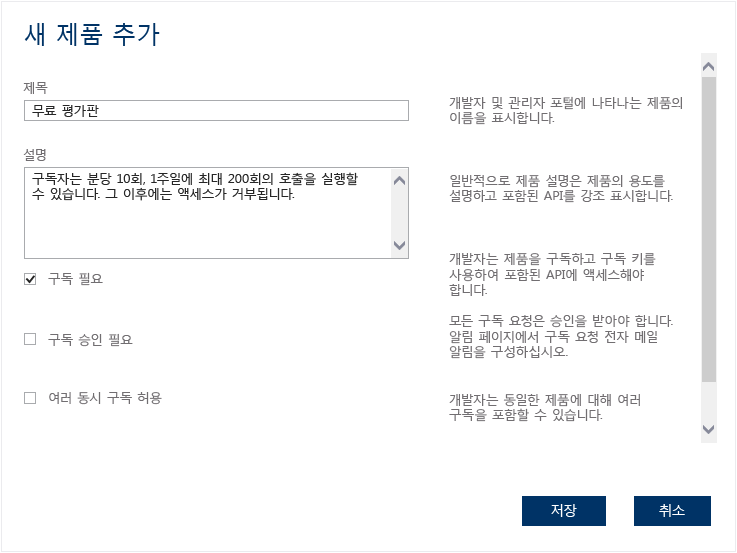 새 제품 추가
제목
무료 평가판
개발자 및 관리자 포털에 나타나는 제품의
이름을 표시합니다.
설명
구독자는 분당 10회, 1주일에 최대 200회의 호출을 실행할
수 있습니다. 그 이후에는 액세스가 거부됩니다.
일반적으로 제품 설명은 제품의 용도를
설명하고 포함된 API를 강조 표시합니다.
구독 필요
개발자는 제품을 구독하고 구독 키를
사용하여 포함된 API에 액세스해야
합니다.
구독 승인 필요
모든 구독 요청은 승인을 받아야 합니다.
알림 페이지에서 구독 요청 전자 메일
알림을 구성하십시오.
여러 동시 구독 허용
개발자는 동일한 제품에 대해 여러
구독을 포함할 수 있습니다.
저장
취소